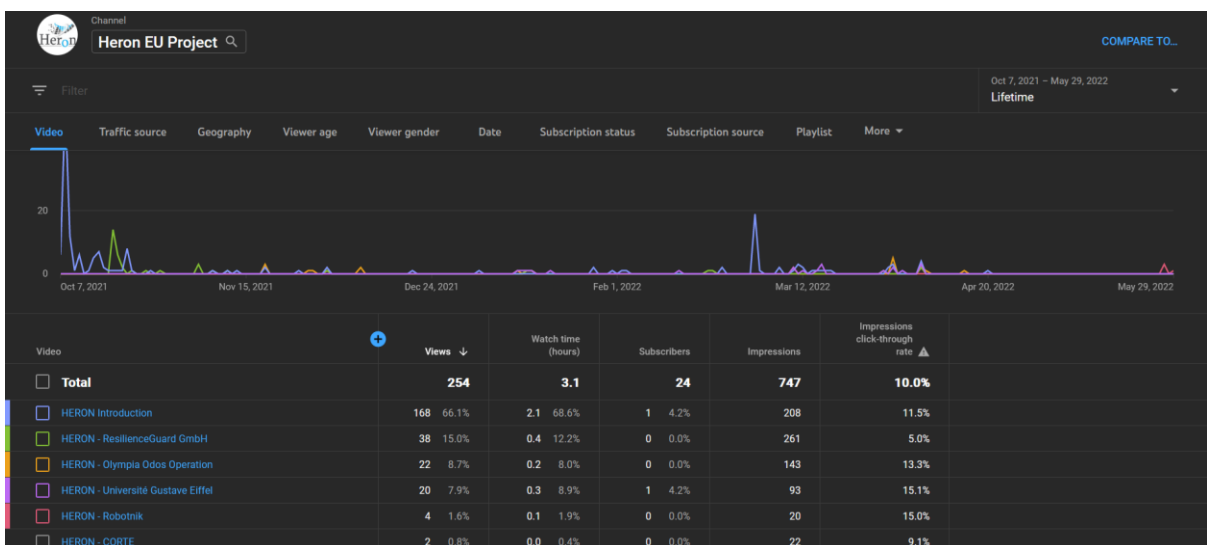 Heron
Channel
Heron EU Project
COMPARE TO...
Filter
Oct 7, 2021 – May 29, 2022
Lifetime
Video Traffic source Geography Viewer age Viewer gender Date Subscription status Subscription source Playlist More
20
0
Oct 7, 2021 Nov 15, 2021 Dec 24, 2021 Feb 1, 2022 Mar 12, 2022 Apr 20, 2022 May 29, 2022
Video Views Watch time (hours) Subscribers Impressions Impressions click-through rate
Total 254 3.1 24 747 10.0%
HERON Introduction 168 66.1% 2.1 68.6% 1 4.2% 208 11.5%
HERON - ResilienceGuard GmbH 38 15.0% 0.4 12.2% 0 0.0% 261 5.0%
HERON - Olympia Odos Operation 22 8.7% 0.2 8.0% 0 0.0% 143 13.3%
HERON - Université Gustave Eiffel 20 7.9% 0.3 8.9% 1 4.2% 93 15.1%
HERON - Robotnik 4 1.6% 0.1 1.9% 0 0.0% 20 15.0%
HERON - CORTE 2 0.8% 0.0 0.4% 0 0.0% 22 9.1%